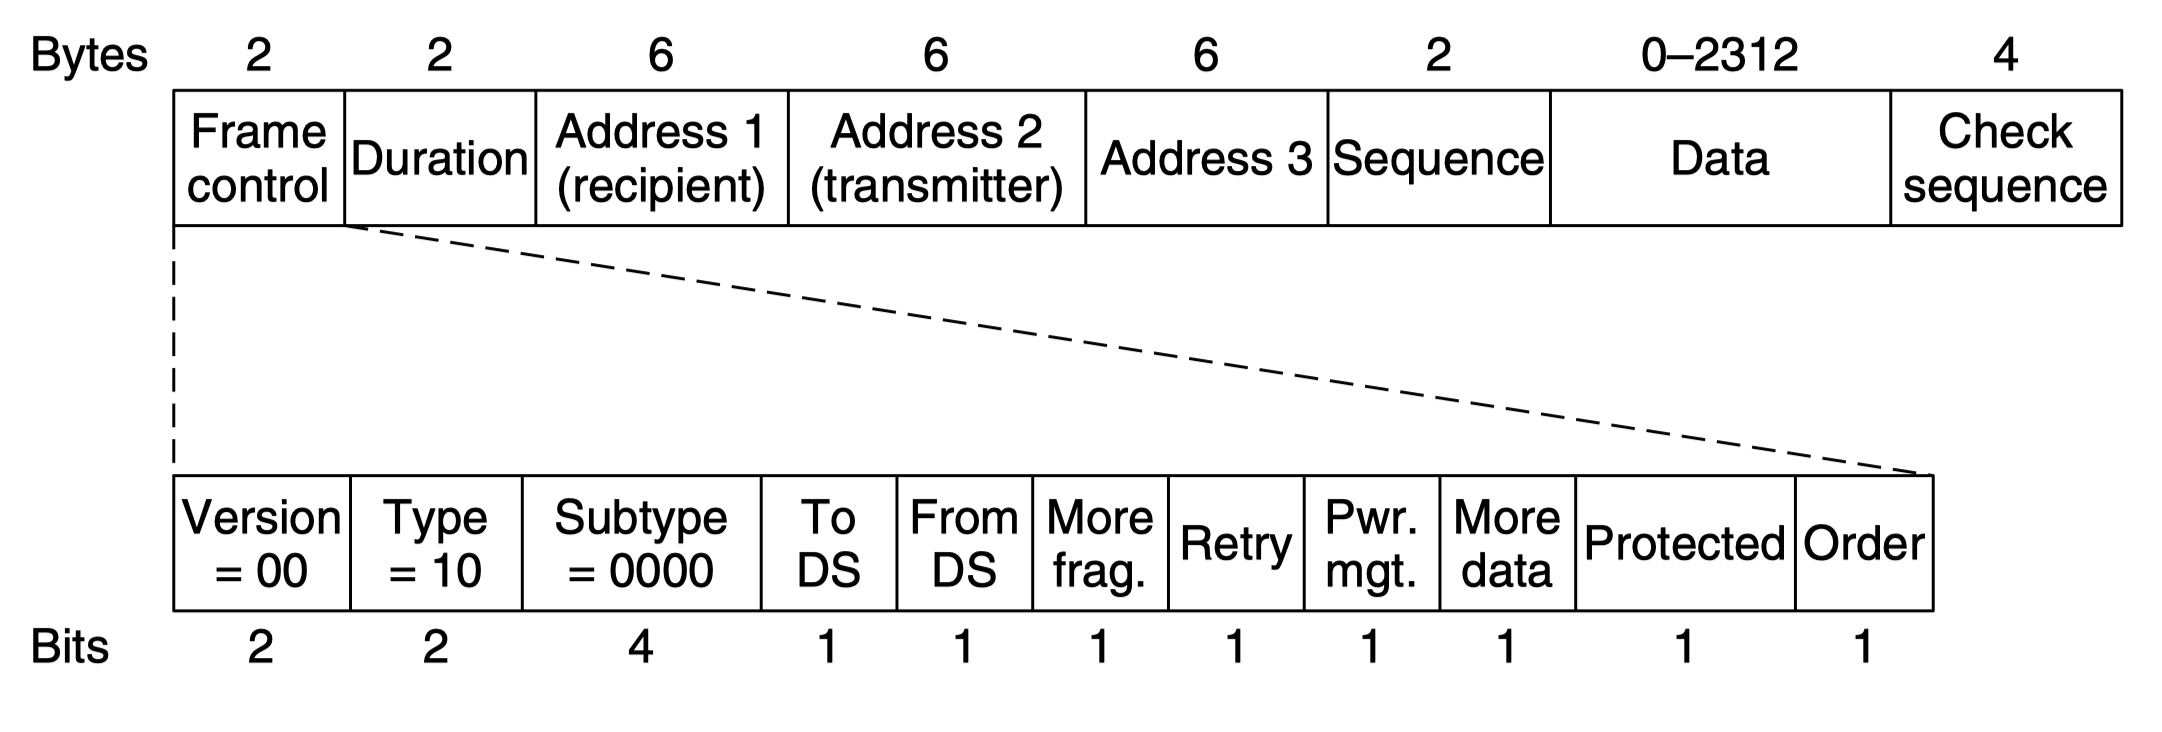 Bytes 2 2 6 6 6 2 0–2312 4
Frame control
Duration
Address 1 (recipient)
Address 2 (transmitter)
Address 3
Sequence
Data
Check sequence
Version = 00
Type = 10
Subtype = 0000
To DS
From DS
More frag.
Retry
Pwr. mgt.
More data
Protected
Order
Bits 2 2 4 1 1 1 1 1 1 1 1